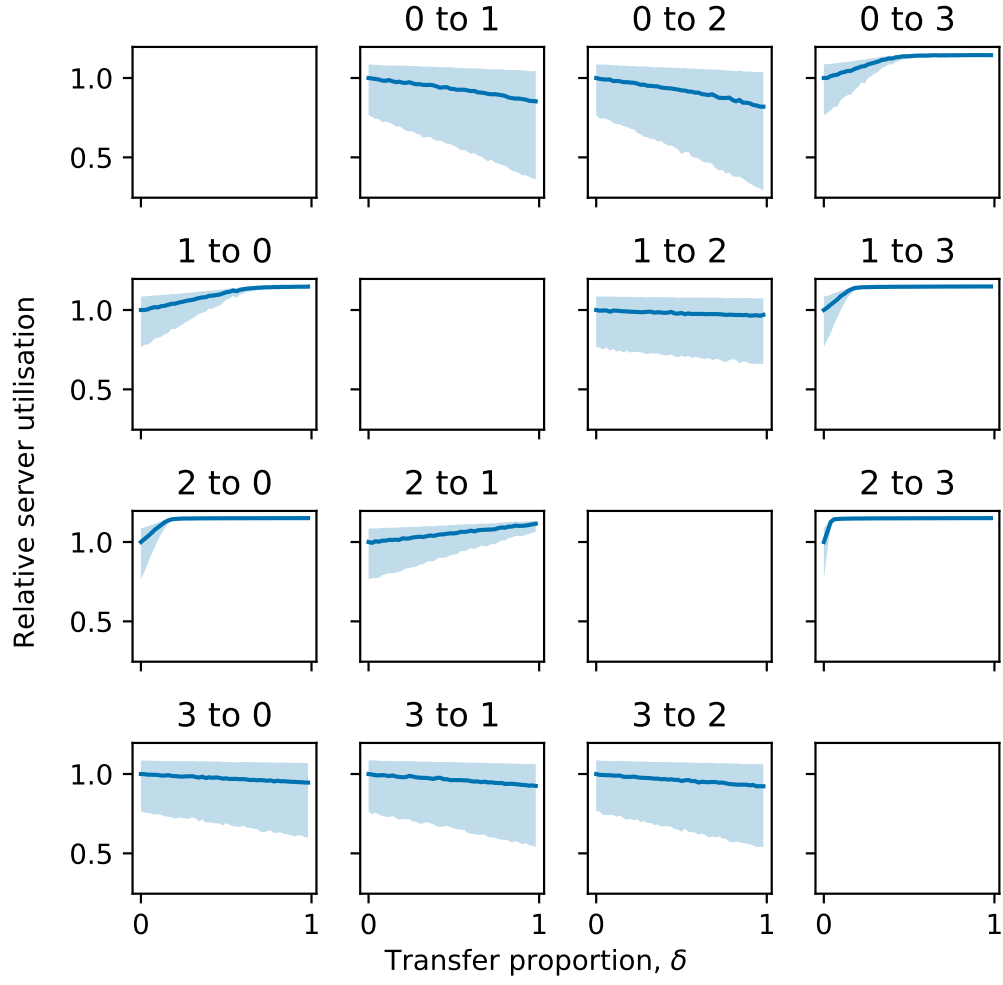 0 to 1
0 to 2
0 to 3
1.0
0.5
1 to 0
1 to 2
1 to 3
1.0
0.5
2 to 0
2 to 1
2 to 3
1.0
0.5
3 to 0
3 to 1
3 to 2
1.0
0.5
0 1
0 1
0 1
0 1
Relative server utilisation
Transfer proportion, δ